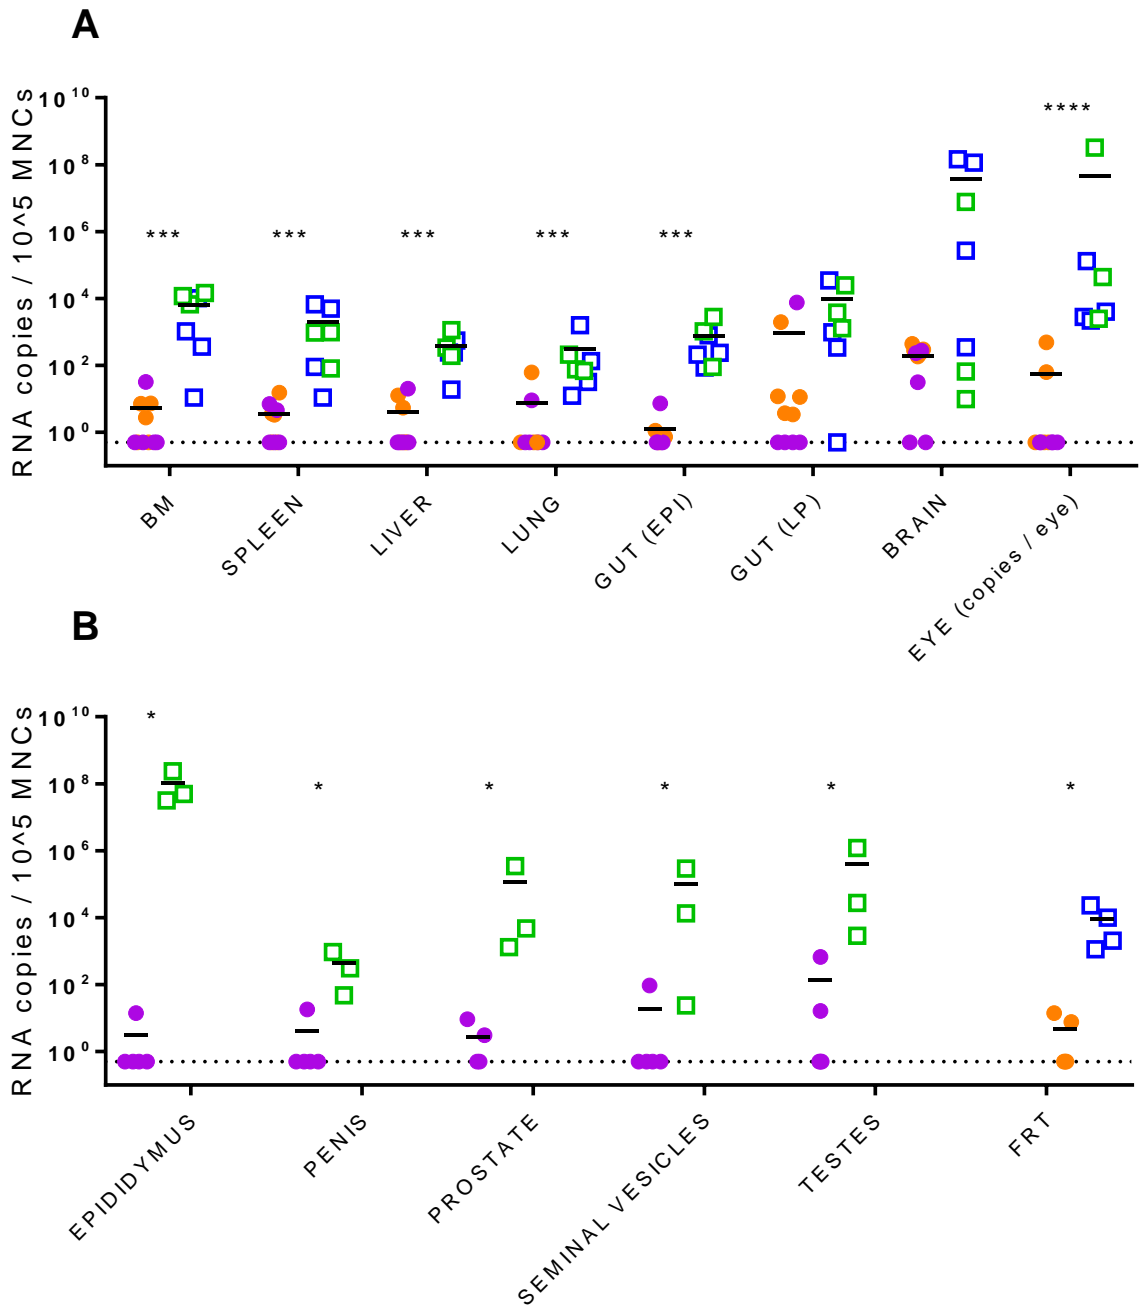 A
RNA copies / 10^5 MNCs
10^10
10^8
10^6
10^4
10^2
10^0
***
***
***
***
***
****
BM
SPLEEN
LIVER
LUNG
GUT (EPI)
GUT (LP)
BRAIN
EYE (copies / eye)
B
RNA copies / 10^5 MNCs
10^10
10^8
10^6
10^4
10^2
10^0
*
*
*
*
*
*
EPIDIDYMUS
PENIS
PROSTATE
SEMINAL VESICLES
TESTES
FRT